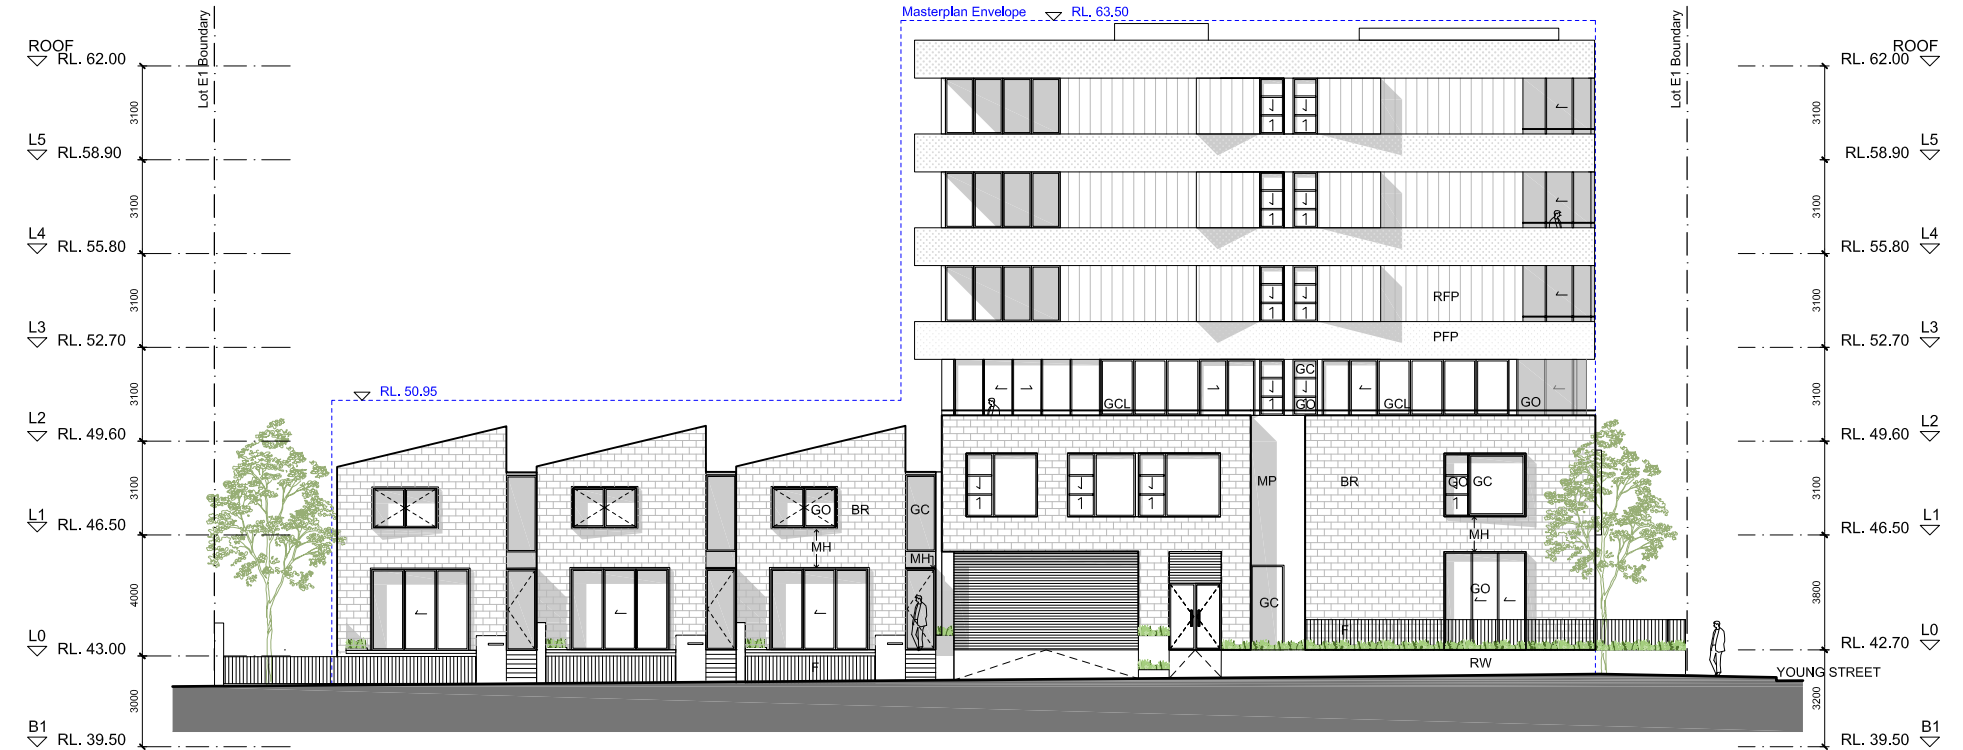 Masterplan Envelope RL. 63.50
Lot E1 Boundary
Lot E1 Boundary
ROOF
RL. 62.00
ROOF
RL. 62.00
3100
3100
L5
RL.58.90
L5
RL.58.90
3100
3100
L4
RL. 55.80
L4
RL. 55.80
3100
3100
RFP
L3
RL. 52.70
PFP
L3
RL. 52.70
3100
3100
GC
RL. 50.95
GCL
GO
GCL
GO
L2
RL. 49.60
L2
RL. 49.60
3100
3100
MP
BR
GO GC
GO
BR
GC
L1
RL. 46.50
L1
RL. 46.50
MH
MH
MH
4000
3800
GO
GC
F
L0
RL. 43.00
L0
RL. 42.70
F
RW
YOUNG STREET
3000
3200
B1
RL. 39.50
B1
RL. 39.50